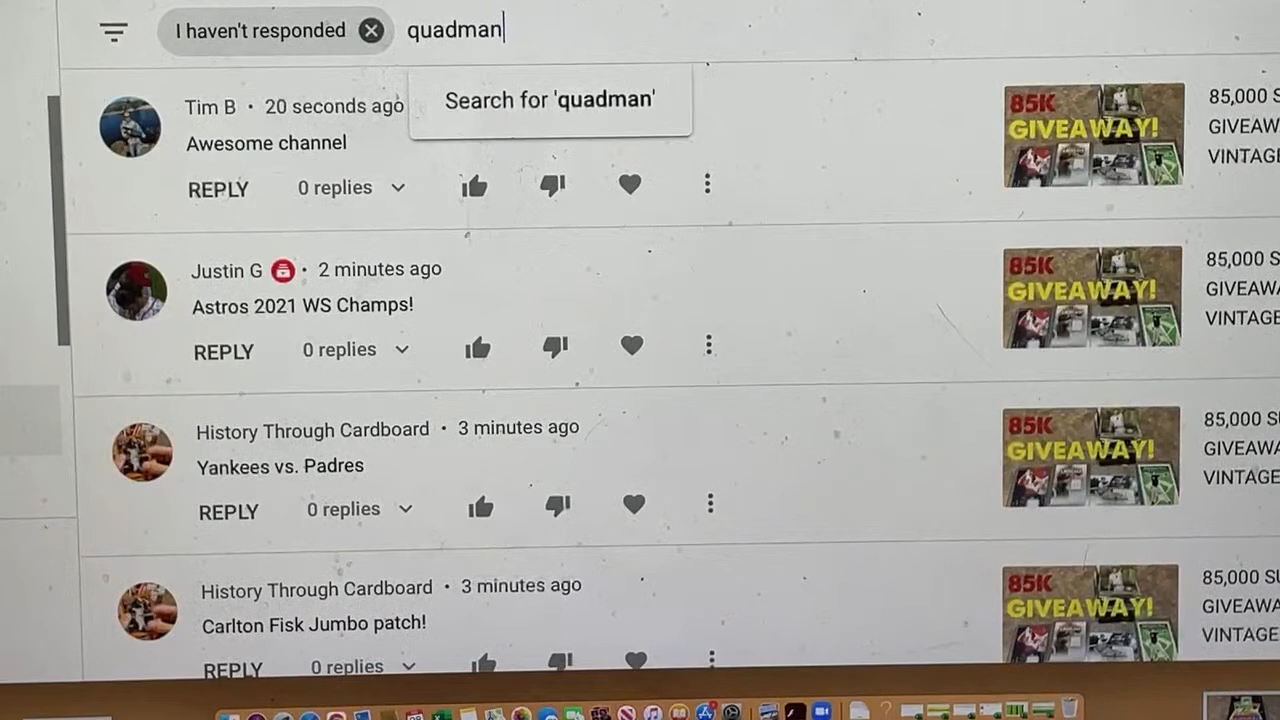 I haven't responded quadman
Search for 'quadman'
Tim B • 20 seconds ago
Awesome channel
REPLY 0 replies
85K
GIVEAWAY!
85,000 S
GIVEAW
VINTAGE
Justin G • 2 minutes ago
Astros 2021 WS Champs!
REPLY 0 replies
85K
GIVEAWAY!
85,000 S
GIVEAWA
VINTAGE
History Through Cardboard • 3 minutes ago
Yankees vs. Padres
REPLY 0 replies
85K
GIVEAWAY!
85,000 S
GIVEAWA
VINTAGE
History Through Cardboard • 3 minutes ago
Carlton Fisk Jumbo patch!
REPLY 0 replies
85K
GIVEAWAY!
85,000 SU
GIVEAWA
VINTAGE